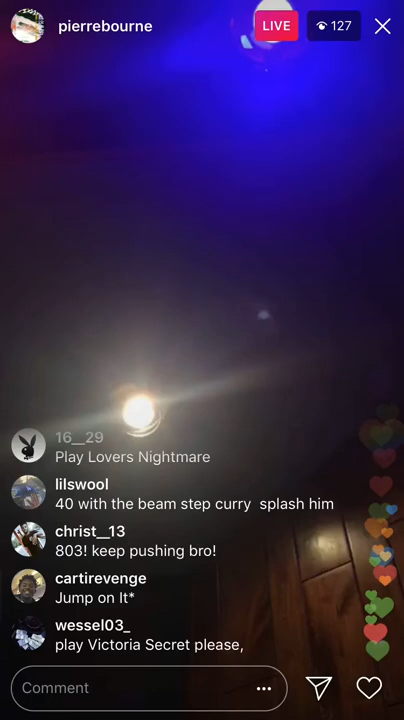 pierrebourne
LIVE
127
16__29
Play Lovers Nightmare
lilswool
40 with the beam step curry splash him
christ__13
803! keep pushing bro!
cartirevenge
Jump on It*
wessel03_
play Victoria Secret please,
Comment